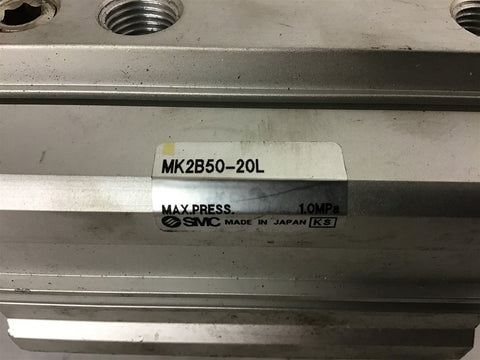 MK2B50-20L
MAX.PRESS. 1.0MPa
SMC MADE IN JAPAN KS